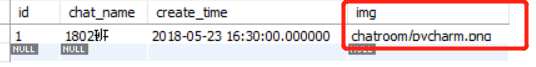 id chat_name create_time img
1 1802班 2018-05-23 16:30:00.000000 chatroom/pycharm.png
NULL NULL NULL NULL